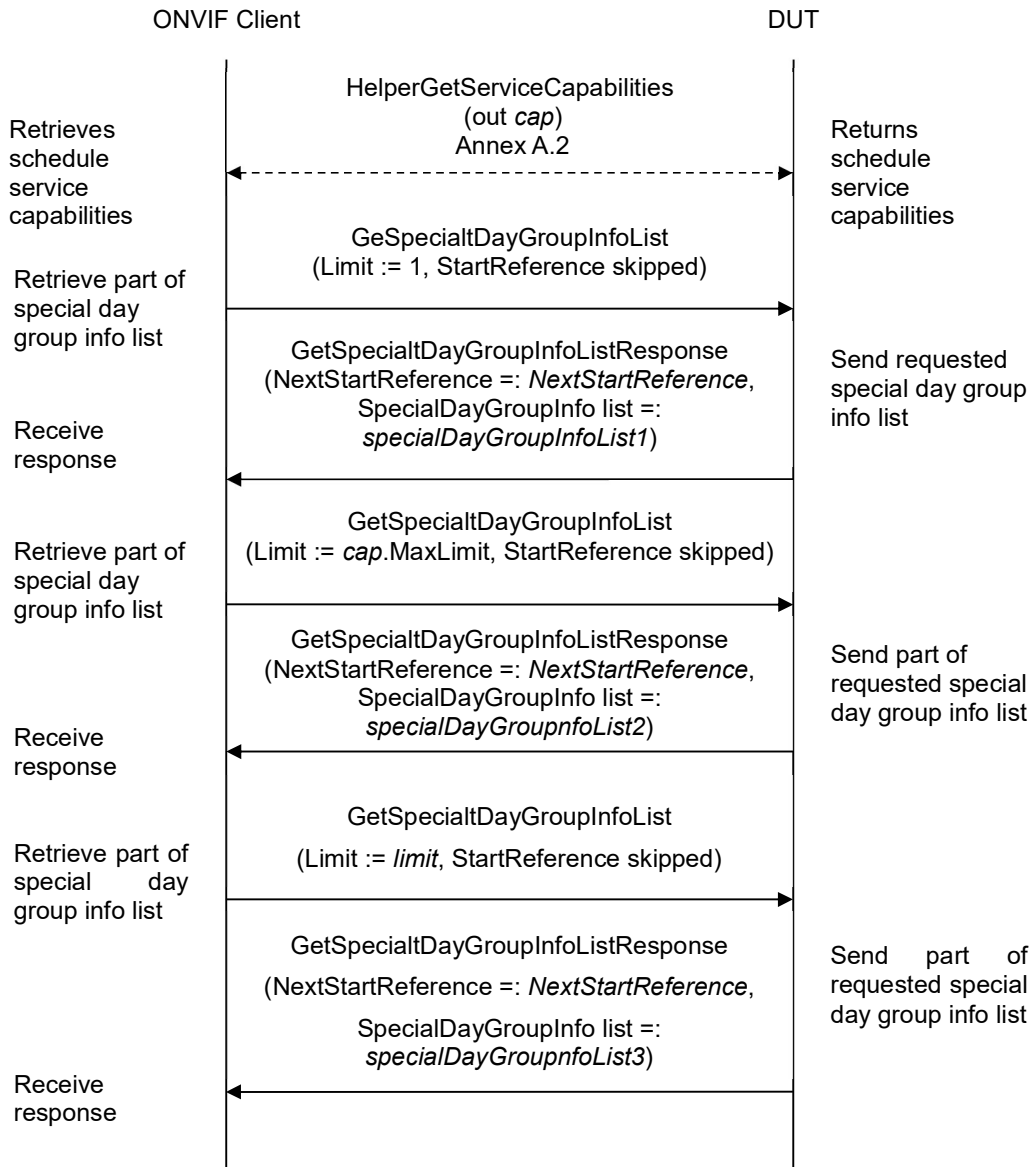 ONVIF Client
DUT
HelperGetServiceCapabilities
(out cap)
Annex A.2
Retrieves
schedule
service
capabilities
Returns
schedule
service
capabilities
GeSpecialtDayGroupInfoList
(Limit := 1, StartReference skipped)
Retrieve part of
special day
group info list
GetSpecialtDayGroupInfoListResponse
(NextStartReference =: NextStartReference,
SpecialDayGroupInfo list =:
specialDayGroupInfoList1)
Send requested
special day group
info list
Receive
response
GetSpecialtDayGroupInfoList
(Limit := cap.MaxLimit, StartReference skipped)
Retrieve part of
special day
group info list
GetSpecialtDayGroupInfoListResponse
(NextStartReference =: NextStartReference,
SpecialDayGroupInfo list =:
specialDayGroupnfoList2)
Send part of
requested special
day group info list
Receive
response
GetSpecialtDayGroupInfoList
(Limit := limit, StartReference skipped)
Retrieve part of
special day
group info list
GetSpecialtDayGroupInfoListResponse
(NextStartReference =: NextStartReference,
SpecialDayGroupInfo list =:
specialDayGroupnfoList3)
Send part of
requested special
day group info list
Receive
response